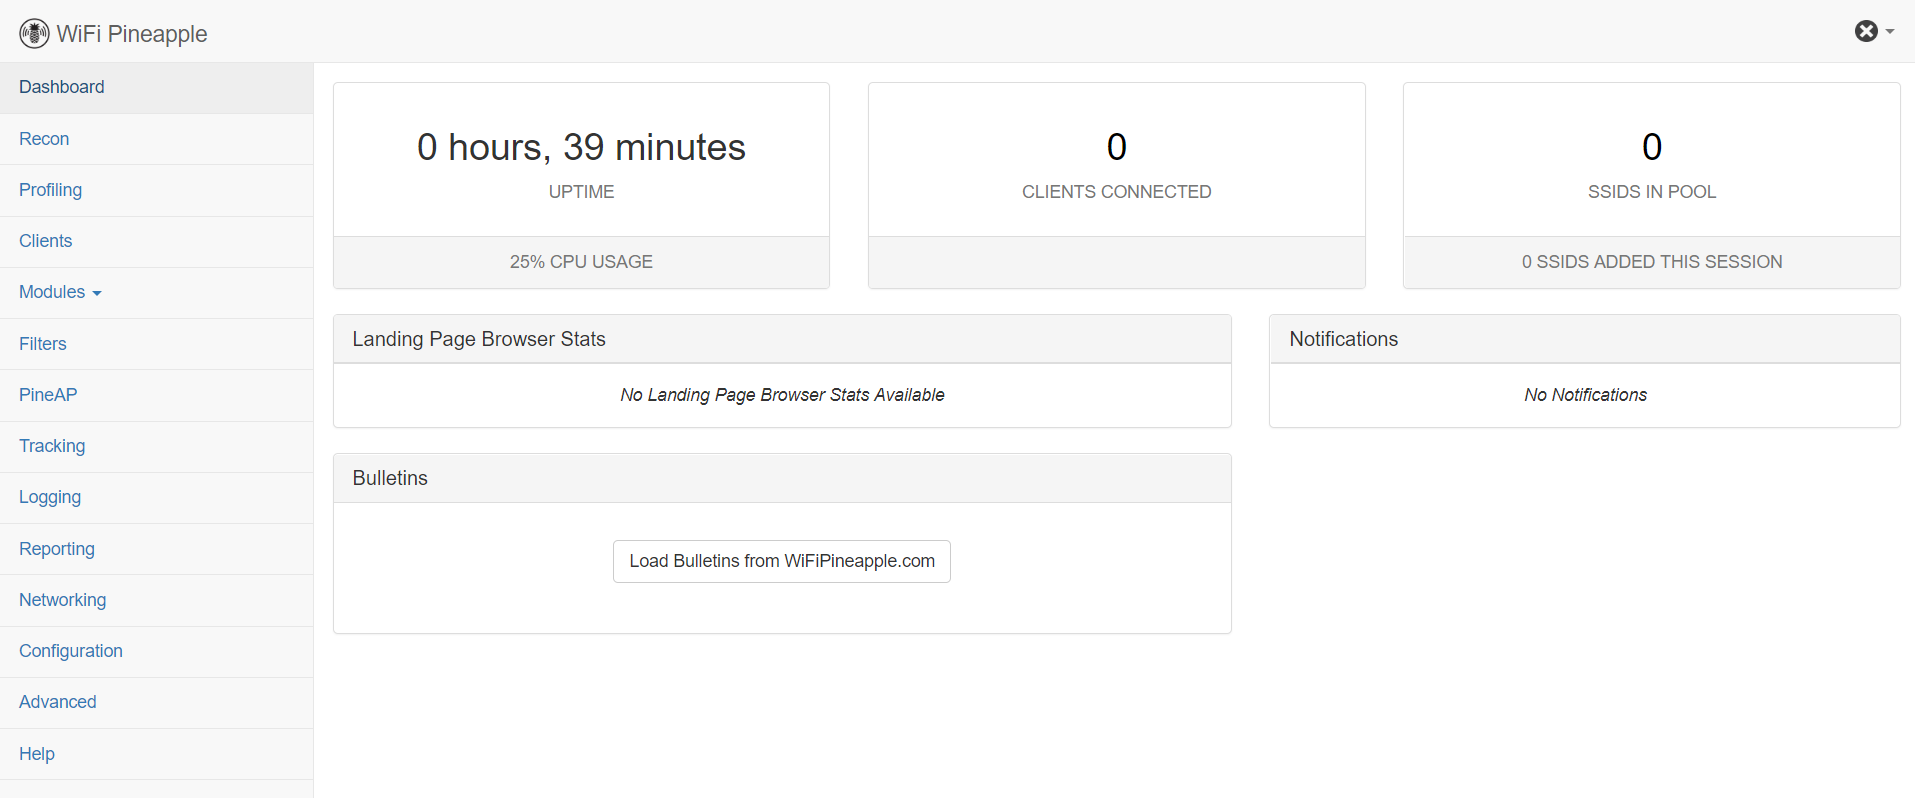 WiFi Pineapple
Dashboard
Recon
Profiling
Clients
Modules
Filters
PineAP
Tracking
Logging
Reporting
Networking
Configuration
Advanced
Help
0 hours, 39 minutes
UPTIME
25% CPU USAGE
0
CLIENTS CONNECTED
0
SSIDS IN POOL
0 SSIDS ADDED THIS SESSION
Landing Page Browser Stats
No Landing Page Browser Stats Available
Notifications
No Notifications
Bulletins
Load Bulletins from WiFiPineapple.com